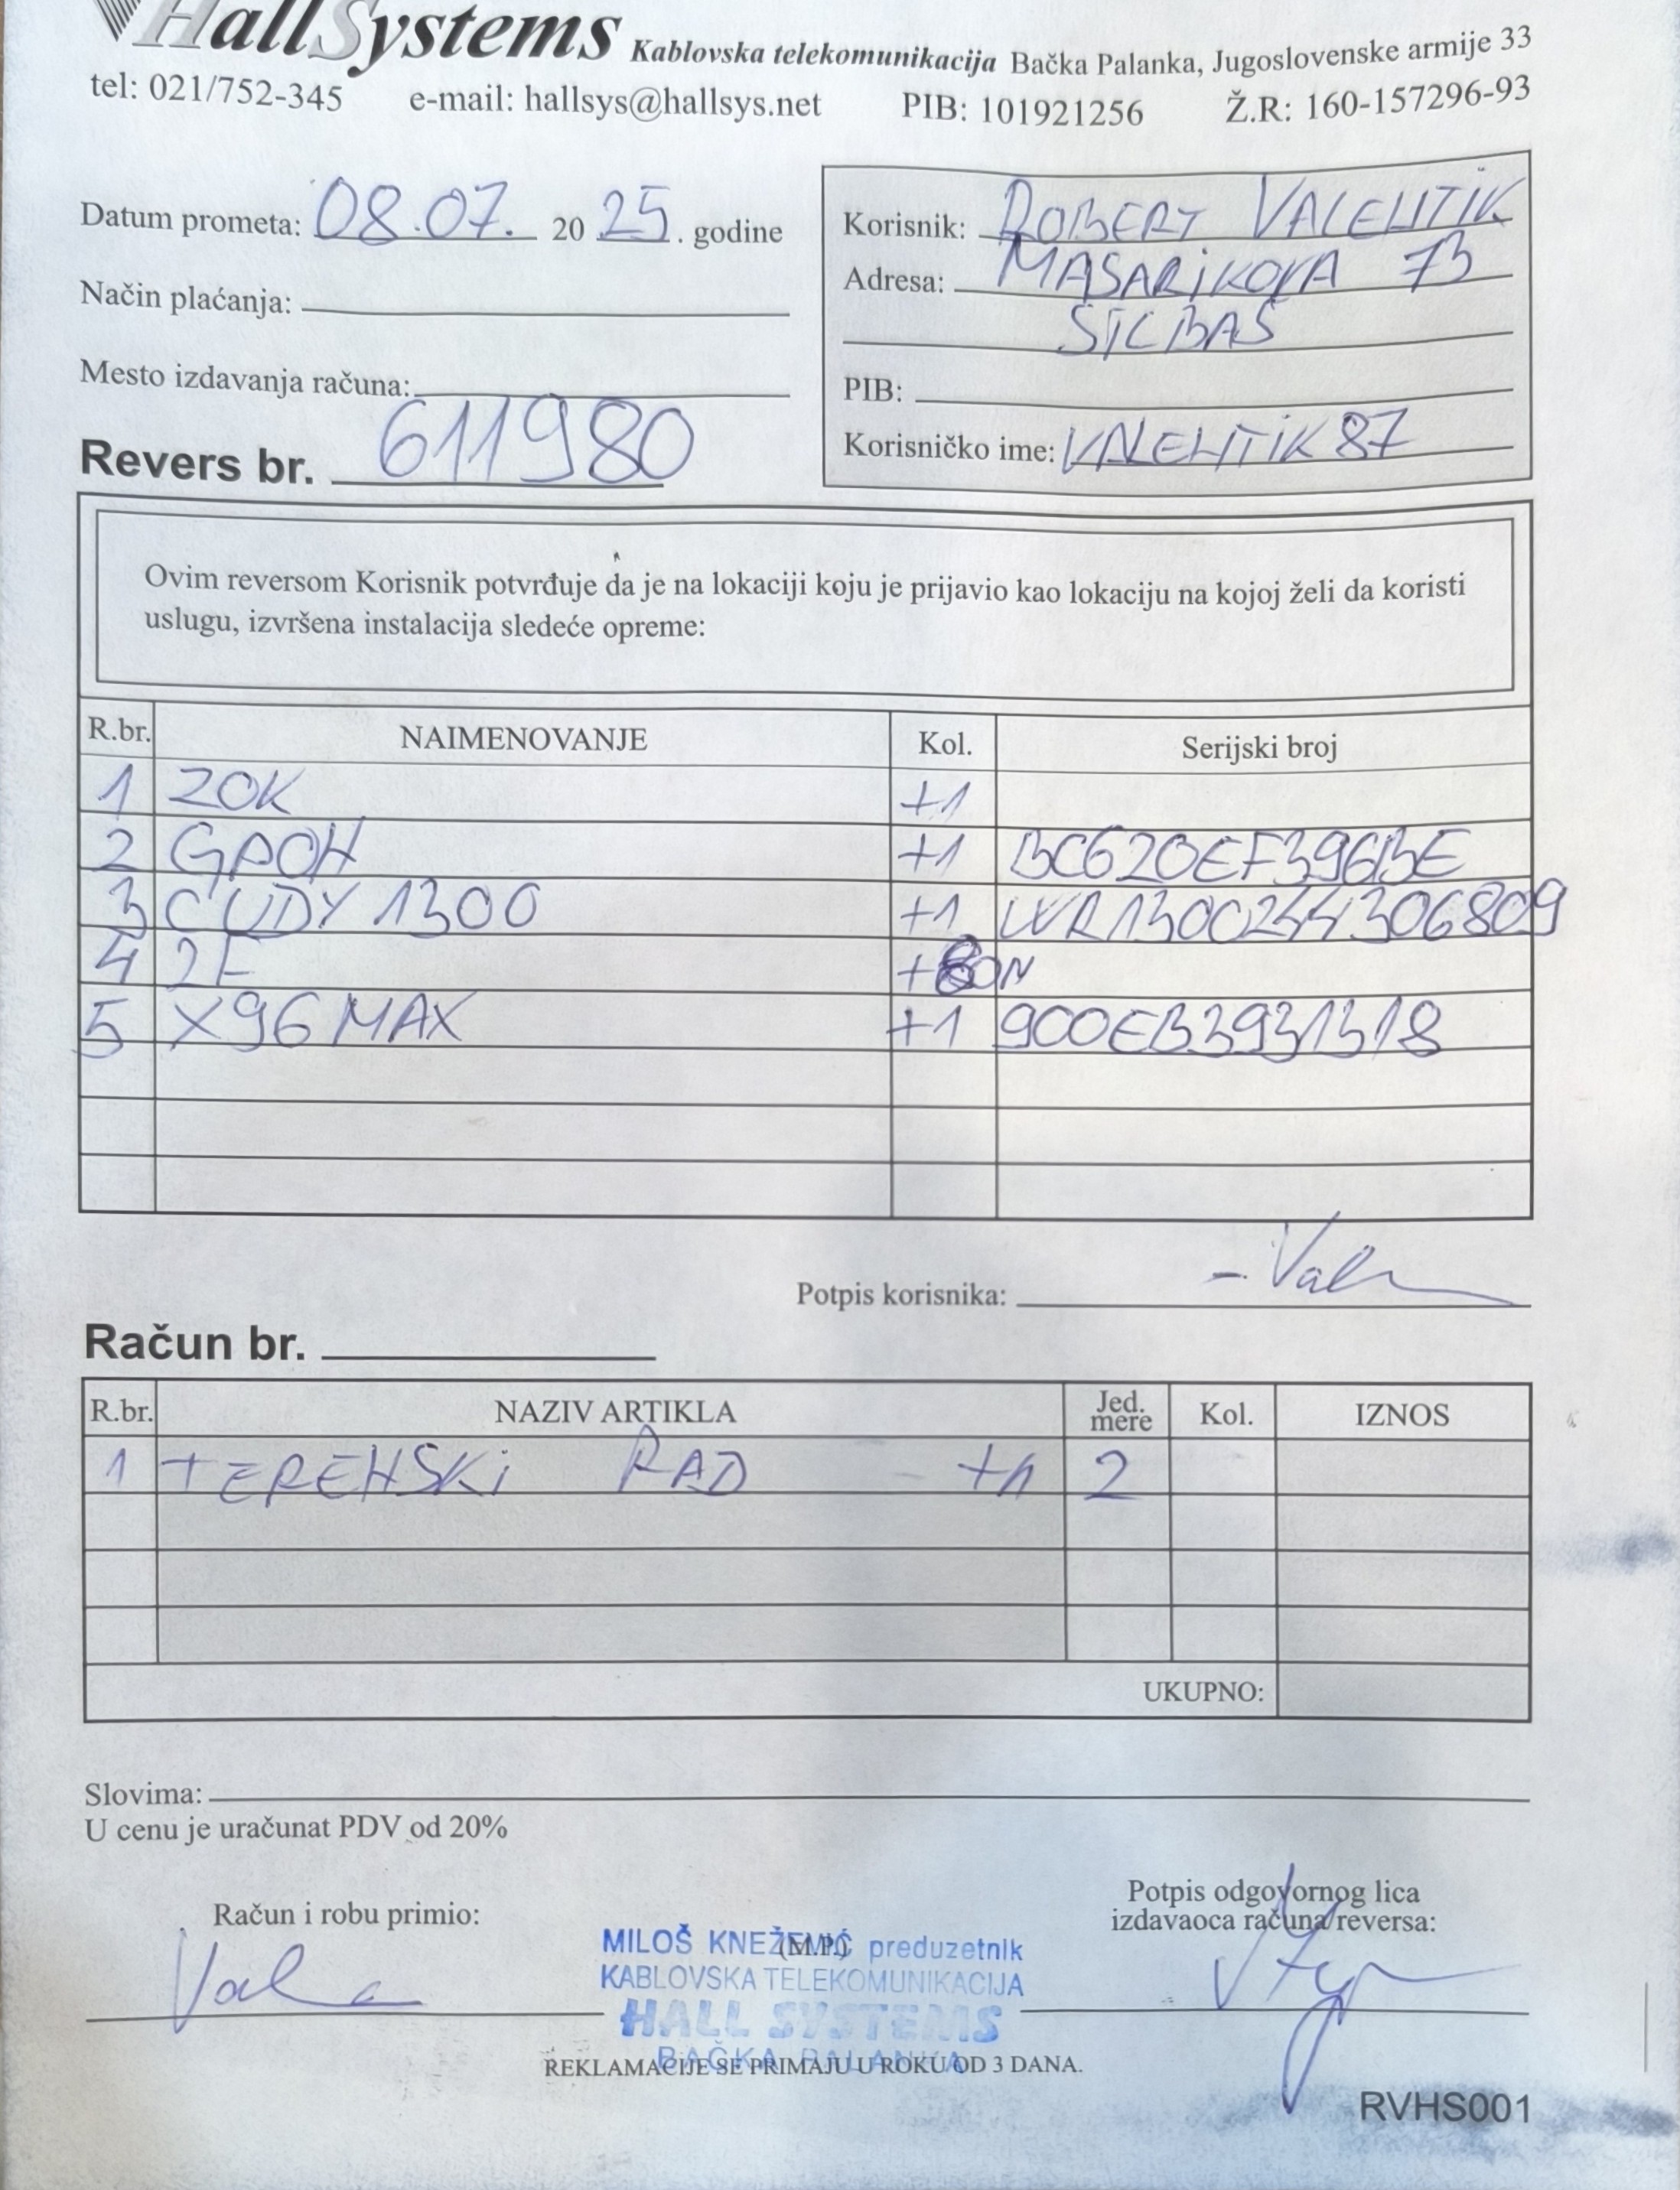 HallSystems Kablovska telekomunikacija Bačka Palanka, Jugoslovenske armije 33
tel: 021/752-345 e-mail: hallsys@hallsys.net PIB: 101921256 Ž.R: 160-157296-93
Datum prometa: 08.07. 2025. godine
Način plaćanja:
Mesto izdavanja računa:
Revers br. 611980
Korisnik: ROBERT VALENTIK
Adresa: MASARIKOVA 73
SILBAŠ
PIB:
Korisničko ime: VALENTIK87
Ovim reversom Korisnik potvrđuje da je na lokaciji koju je prijavio kao lokaciju na kojoj želi da koristi
uslugu, izvršena instalacija sledeće opreme:
R.br. NAIMENOVANJE Kol. Serijski broj
1 ZOK +1
2 GPON +1 BC620EF396BE
3 CUDY 1300 +1 WR1300244306809
4 2F
5 X96 MAX +1 900EB3931318
Potpis korisnika:
Račun br.
R.br. NAZIV ARTIKLA Jed. mere Kol. IZNOS
1 TERENSKI RAD +1 2
UKUPNO:
Slovima:
U cenu je uračunat PDV od 20%
Račun i robu primio:
Potpis odgovornog lica
izdavaoca računa/reversa:
(M.P.)
MILOŠ KNEŽEVIĆ preduzetnik
KABLOVSKA TELEKOMUNIKACIJA
HALL SYSTEMS
BAČKA PALANKA
REKLAMACIJE SE PRIMAJU U ROKU OD 3 DANA.
RVHS001